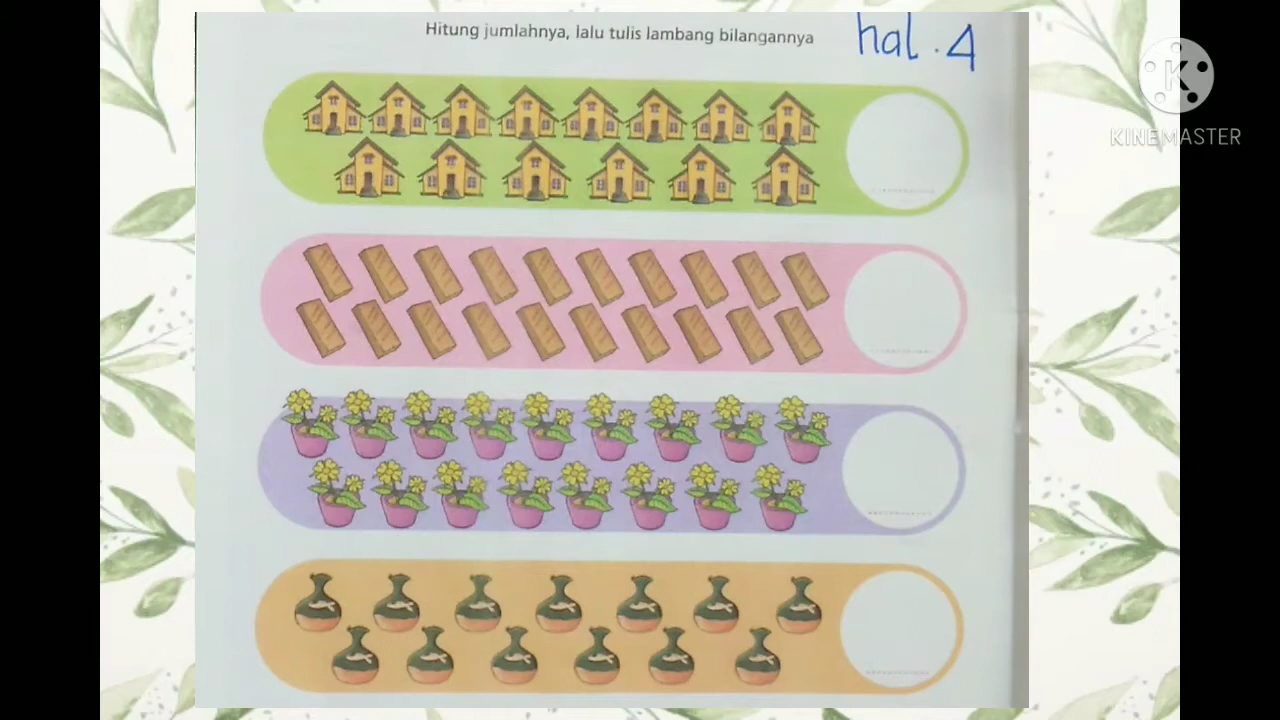 Hitung jumlahnya, lalu tulis lambang bilangannya
hal. 4
K
KINEMASTER